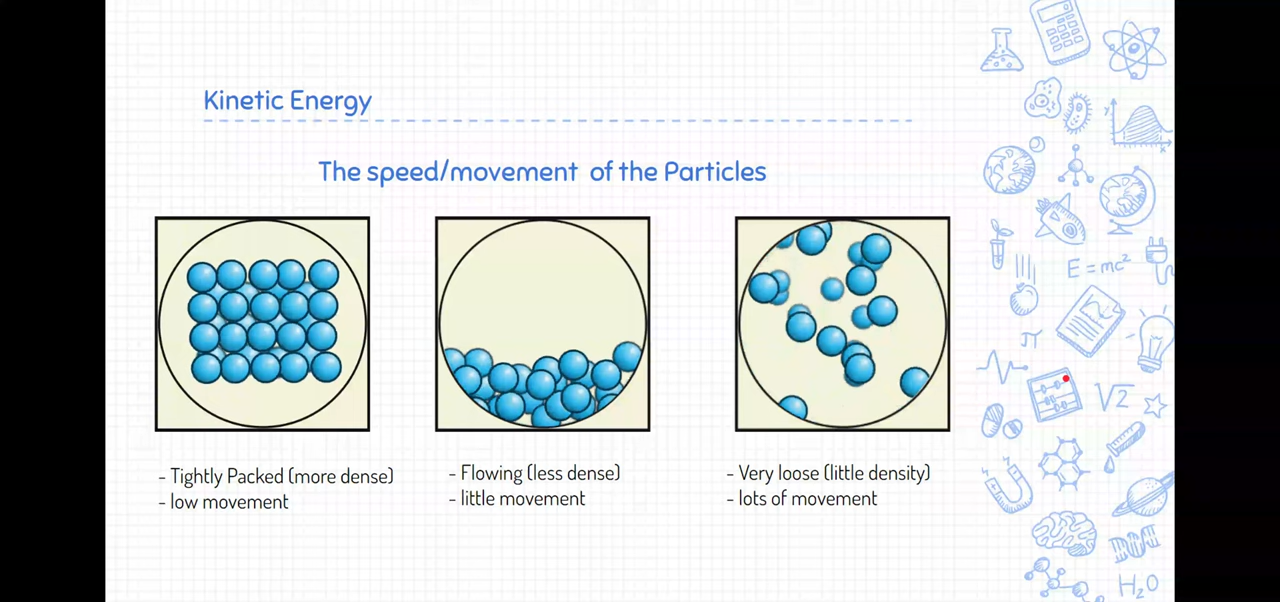 Kinetic Energy
The speed/movement of the Particles
- Tightly Packed (more dense)
- low movement
- Flowing (less dense)
- little movement
- Very loose (little density)
- lots of movement
E=mc²
π
√2
H₂O